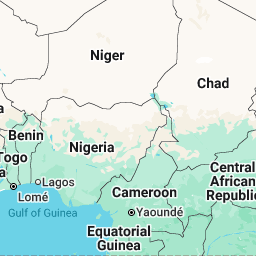 Niger
Chad
Benin
Nigeria
Togo
Lagos
Lomé
Gulf of Guinea
Cameroon
Yaoundé
Central
African
Republic
Equatorial
Guinea